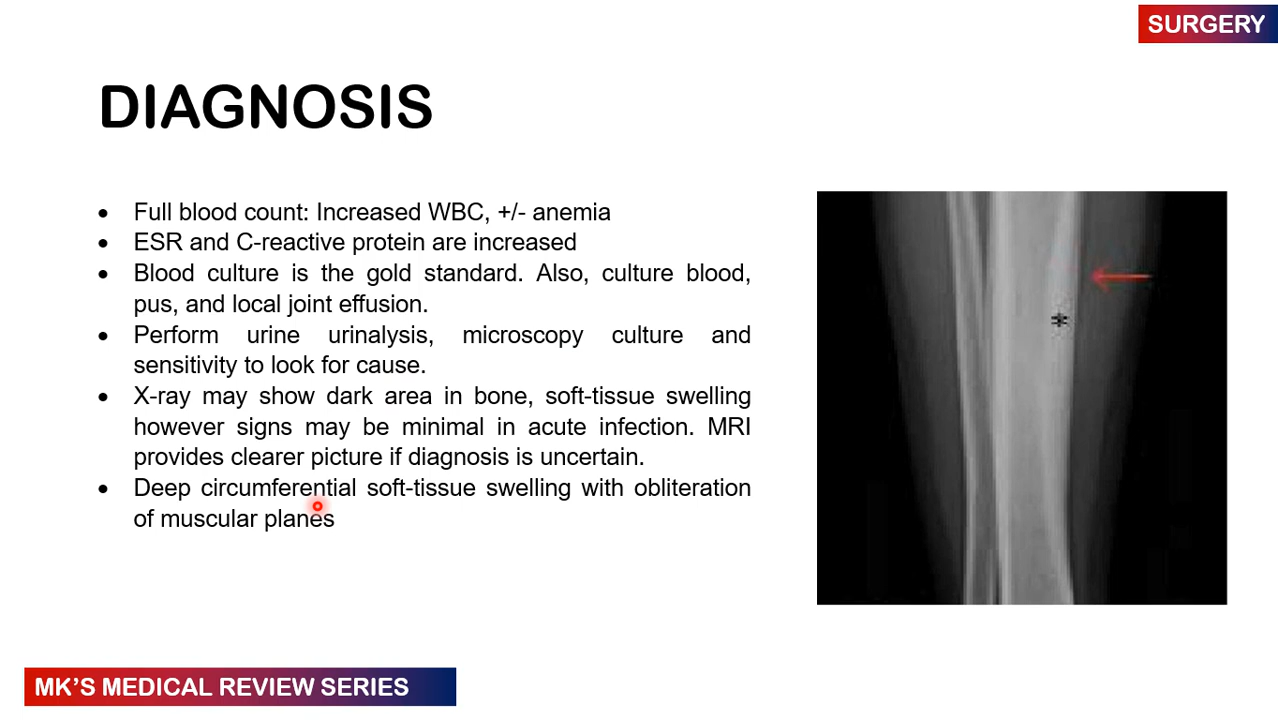 SURGERY
DIAGNOSIS
• Full blood count: Increased WBC, +/- anemia
• ESR and C-reactive protein are increased
• Blood culture is the gold standard. Also, culture blood,
pus, and local joint effusion.
• Perform urine urinalysis, microscopy culture and
sensitivity to look for cause.
• X-ray may show dark area in bone, soft-tissue swelling
however signs may be minimal in acute infection. MRI
provides clearer picture if diagnosis is uncertain.
• Deep circumferential soft-tissue swelling with obliteration
of muscular planes
*
MK’S MEDICAL REVIEW SERIES